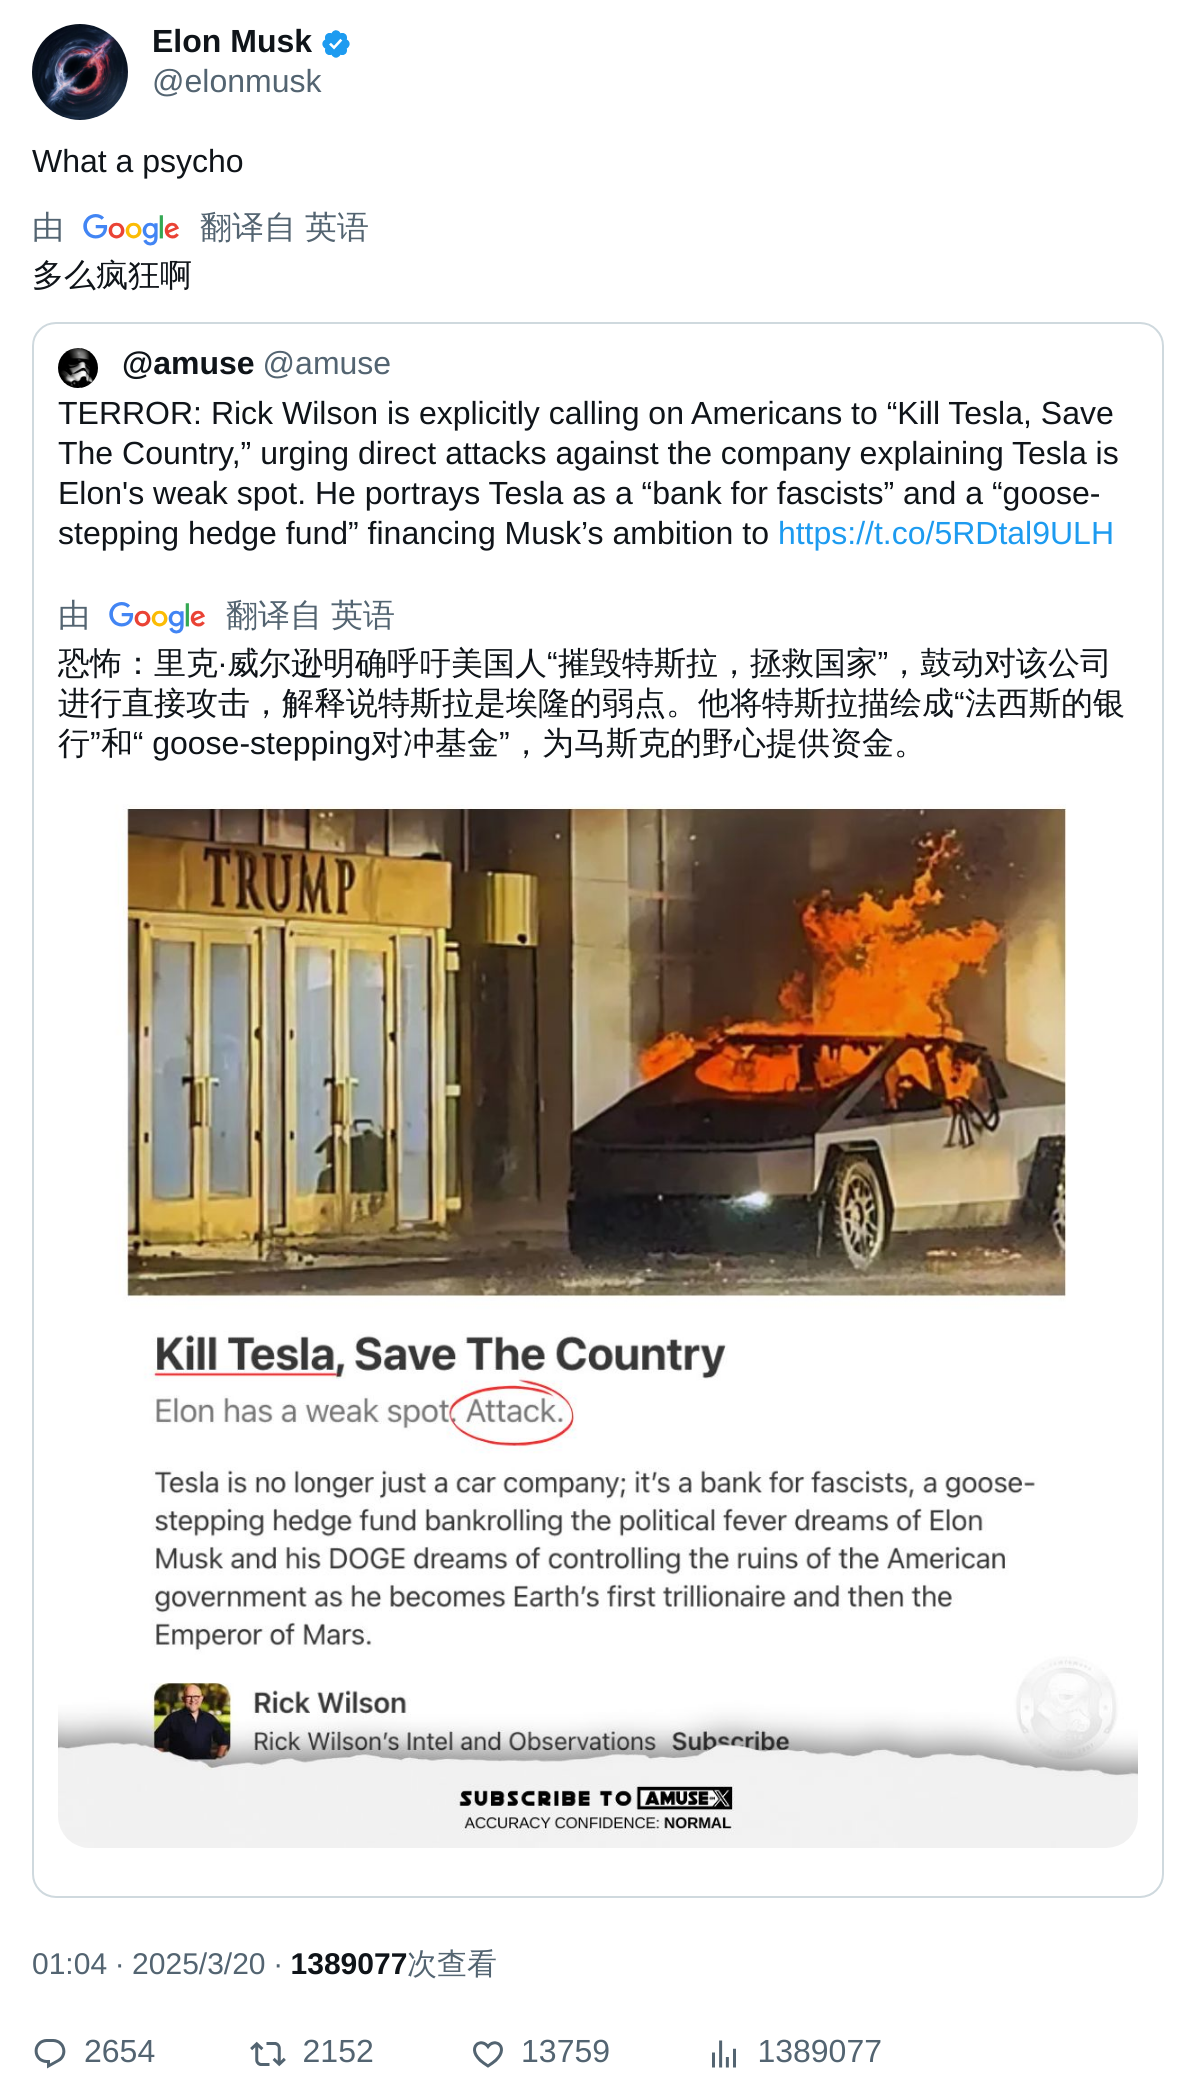 Elon Musk
@elonmusk
What a psycho
由 Google 翻译自 英语
多么疯狂啊
@amuse @amuse
TERROR: Rick Wilson is explicitly calling on Americans to “Kill Tesla, Save
The Country,” urging direct attacks against the company explaining Tesla is
Elon's weak spot. He portrays Tesla as a “bank for fascists” and a “goose-
stepping hedge fund” financing Musk’s ambition to https://t.co/5RDtal9ULH
由 Google 翻译自 英语
恐怖：里克·威尔逊明确呼吁美国人“摧毁特斯拉，拯救国家”，鼓动对该公司
进行直接攻击，解释说特斯拉是埃隆的弱点。他将特斯拉描绘成“法西斯的银
行”和“ goose-stepping对冲基金”，为马斯克的野心提供资金。
TRUMP
Kill Tesla, Save The Country
Elon has a weak spot. Attack.
Tesla is no longer just a car company; it’s a bank for fascists, a goose-
stepping hedge fund bankrolling the political fever dreams of Elon
Musk and his DOGE dreams of controlling the ruins of the American
government as he becomes Earth’s first trillionaire and then the
Emperor of Mars.
Rick Wilson
Rick Wilson’s Intel and Observations Subscribe
SUBSCRIBE TO AMUSE-X
ACCURACY CONFIDENCE: NORMAL
01:04 · 2025/3/20 · 1389077次查看
2654 2152 13759 1389077